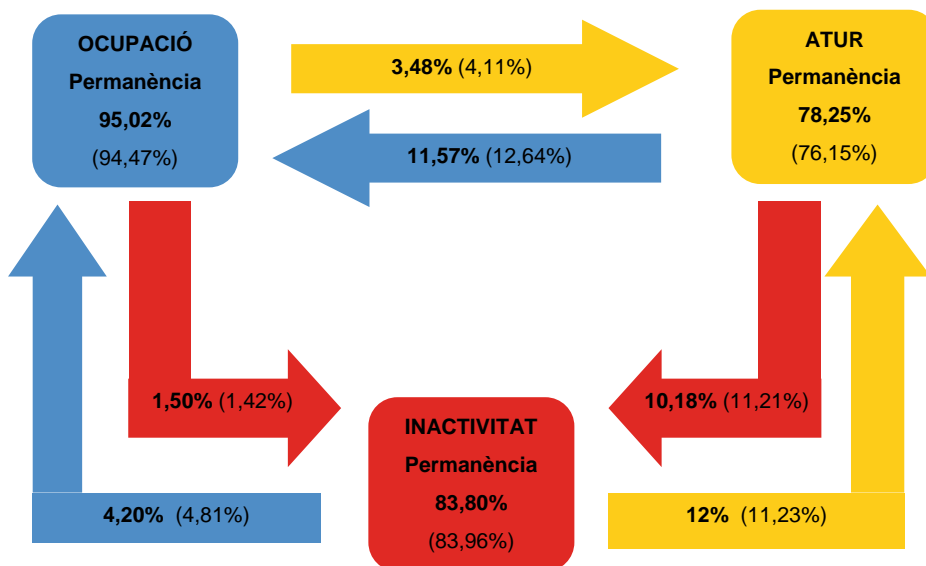 OCUPACIÓ
Permanència
95,02%
(94,47%)
3,48% (4,11%)
11,57% (12,64%)
ATUR
Permanència
78,25%
(76,15%)
1,50% (1,42%)
10,18% (11,21%)
INACTIVITAT
Permanència
83,80%
(83,96%)
4,20% (4,81%)
12% (11,23%)